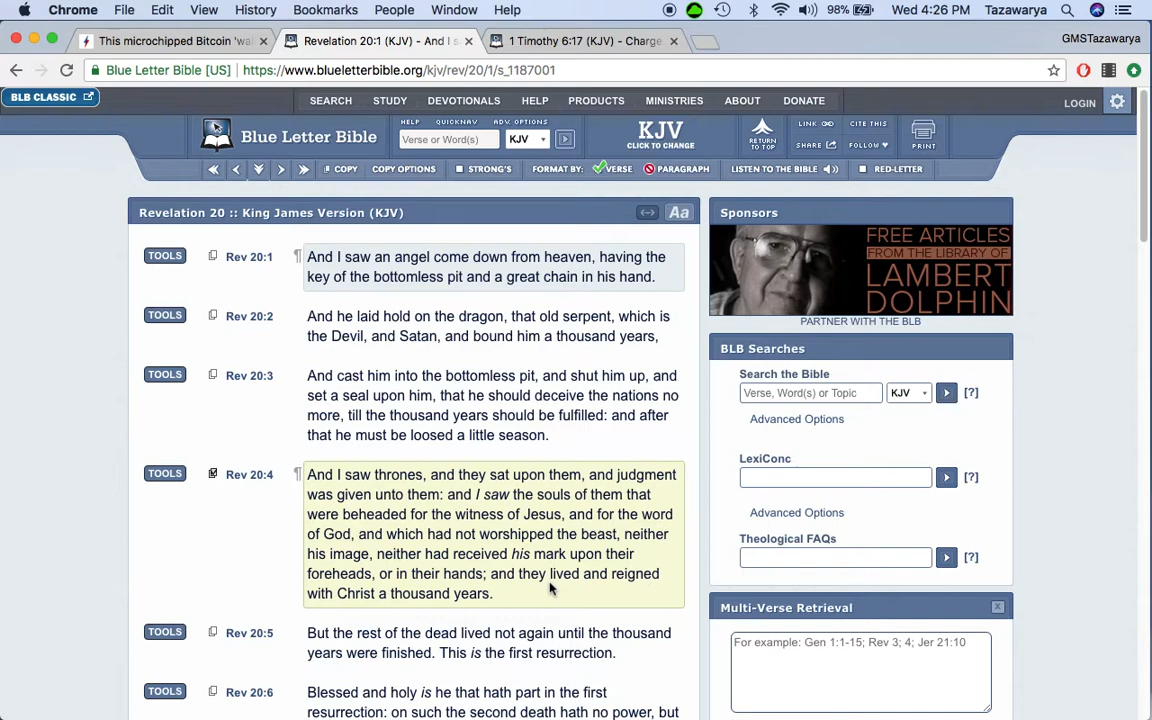 Chrome File Edit View History Bookmarks People Window Help 98% Wed 4:26 PM Tazawarya
This microchipped Bitcoin 'wal Revelation 20:1 (KJV) - And I s 1 Timothy 6:17 (KJV) - Charge GMSTazawarya
Blue Letter Bible [US] https://www.blueletterbible.org/kjv/rev/20/1/s_1187001
BLB CLASSIC SEARCH STUDY DEVOTIONALS HELP PRODUCTS MINISTRIES ABOUT DONATE LOGIN
HELP QUICKNAV ADV. OPTIONS
Blue Letter Bible Verse or Word(s) KJV
KJV
CLICK TO CHANGE
RETURN TO TOP
LINK CITE THIS
SHARE FOLLOW
PRINT
COPY COPY OPTIONS STRONG'S FORMAT BY: VERSE PARAGRAPH LISTEN TO THE BIBLE RED-LETTER
Revelation 20 :: King James Version (KJV) Aa
TOOLS Rev 20:1 ¶ And I saw an angel come down from heaven, having the
key of the bottomless pit and a great chain in his hand.
TOOLS Rev 20:2 And he laid hold on the dragon, that old serpent, which is
the Devil, and Satan, and bound him a thousand years,
TOOLS Rev 20:3 And cast him into the bottomless pit, and shut him up, and
set a seal upon him, that he should deceive the nations no
more, till the thousand years should be fulfilled: and after
that he must be loosed a little season.
TOOLS Rev 20:4 ¶ And I saw thrones, and they sat upon them, and judgment
was given unto them: and I saw the souls of them that
were beheaded for the witness of Jesus, and for the word
of God, and which had not worshipped the beast, neither
his image, neither had received his mark upon their
foreheads, or in their hands; and they lived and reigned
with Christ a thousand years.
TOOLS Rev 20:5 But the rest of the dead lived not again until the thousand
years were finished. This is the first resurrection.
TOOLS Rev 20:6 Blessed and holy is he that hath part in the first
resurrection: on such the second death hath no power, but
Sponsors
FREE ARTICLES
FROM THE LIBRARY OF
LAMBERT
DOLPHIN
PARTNER WITH THE BLB
BLB Searches
Search the Bible
Verse, Word(s) or Topic KJV [?]
Advanced Options
LexiConc
[?]
Advanced Options
Theological FAQs
[?]
Multi-Verse Retrieval x
For example: Gen 1:1-15; Rev 3; 4; Jer 21:10